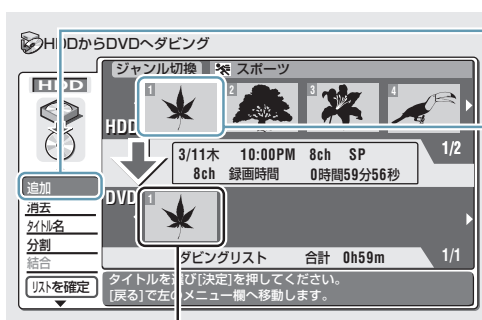 HDDからDVDへダビング
ジャンル切換 スポーツ
HDD
1 2 3 4
HDD
1/2
3/11木 10:00PM 8ch SP
8ch 録画時間 0時間59分56秒
追加
消去
タイトル名
分割
結合
リストを確定
DVD
1
ダビングリスト 合計 0h59m 1/1
タイトルを選び[決定]を押してください。
[戻る]で左のメニュー欄へ移動します。